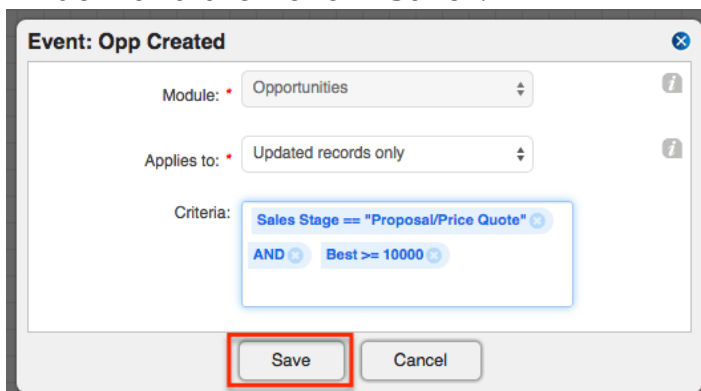 Event: Opp Created
Module: * Opportunities
Applies to: * Updated records only
Criteria: Sales Stage == "Proposal/Price Quote"
AND Best >= 10000
Save Cancel